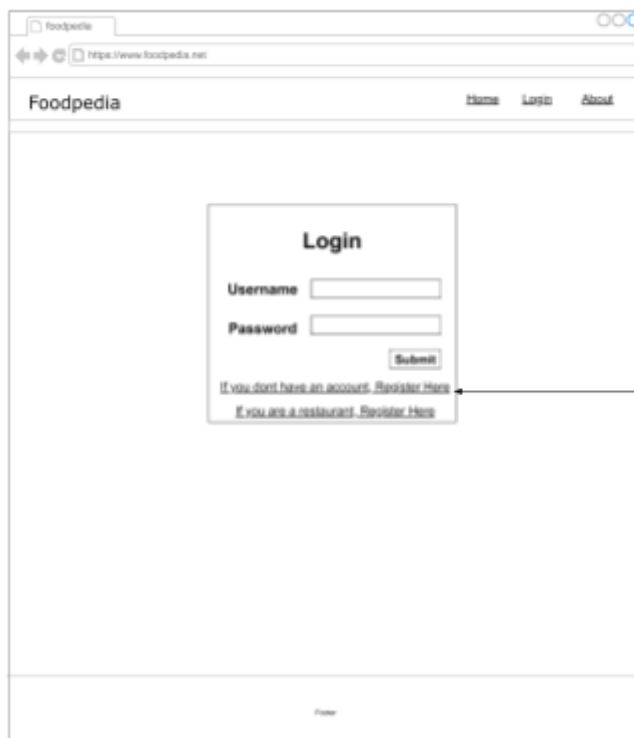 foodpedia
https://www.foodpedia.net
Foodpedia Home Login About
Login
Username
Password
Submit
If you dont have an account, Register Here
If you are a restaurant, Register Here
Footer